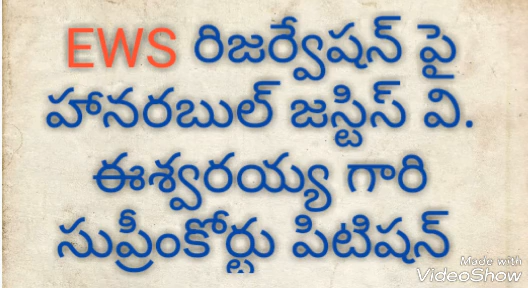 EWS రిజర్వేషన్ పై
హానరబుల్ జస్టిస్ వి.
ఈశ్వరయ్య గారి
సుప్రీంకోర్టు పిటిషన్
Made with
VideoShow